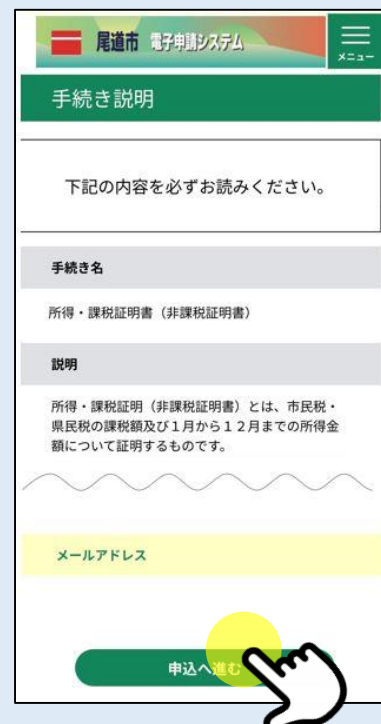 尾道市 電子申請システム
メニュー
手続き説明
下記の内容を必ずお読みください。
手続き名
所得・課税証明書（非課税証明書）
説明
所得・課税証明（非課税証明書）とは、市民税・
県民税の課税額及び１月から１２月までの所得金
額について証明するものです。
メールアドレス
申込へ進む